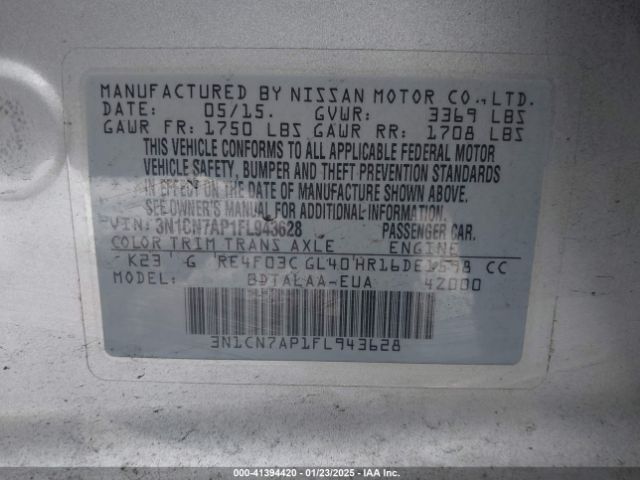 MANUFACTURED BY NISSAN MOTOR CO., LTD.
DATE: 05/15. GVWR: 3369 LBS
GAWR FR: 1750 LBS GAWR RR: 1708 LBS
THIS VEHICLE CONFORMS TO ALL APPLICABLE FEDERAL MOTOR
VEHICLE SAFETY, BUMPER AND THEFT PREVENTION STANDARDS
IN EFFECT ON THE DATE OF MANUFACTURE SHOWN ABOVE.
SEE OWNER'S MANUAL FOR ADDITIONAL INFORMATION.
VIN: 3N1CN7AP1FL943628 PASSENGER CAR.
COLOR TRIM TRANS AXLE ENGINE
K23 G RE4F03C GL40 HR16DE 1598 CC
MODEL: BDTALAA-EUA 4Z000
3N1CN7AP1FL943628
000-41394420 - 01/23/2025 - IAA Inc.